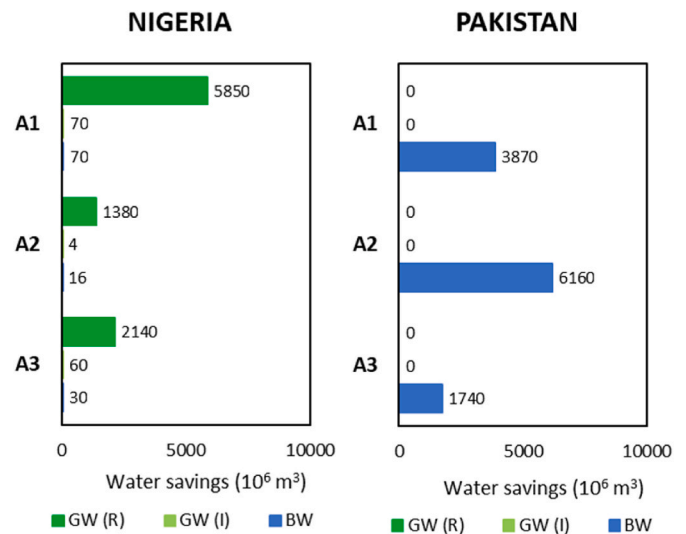 NIGERIA
A1
5850
70
70
A2
1380
4
16
A3
2140
60
30
0 5000 10000
Water savings (10⁶ m³)
GW (R) GW (I) BW
PAKISTAN
A1
0
0
3870
A2
0
0
6160
A3
0
0
1740
0 5000 10000
Water savings (10⁶ m³)
GW (R) GW (I) BW